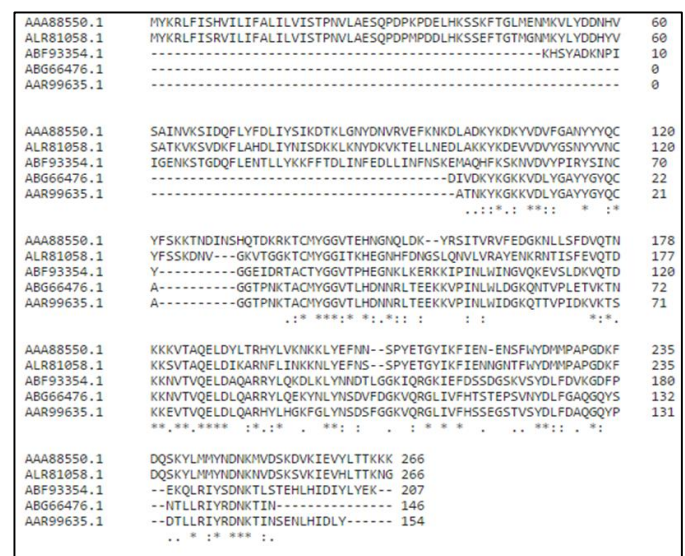 AAA88550.1 MYKRLFISHVILIFALILVISTPNVLAESQPDPKPDELHKSSKFTGLMENMKVLYDDNHV 60
ALR81058.1 MYKRLFISRVILIFALILVISTPNVLAESQPDPMPDDLHKSSEFTGTMGNMKYLYDDHYV 60
ABF93354.1 --------------------------------------------------KHSYADKNPI 10
ABG66476.1 ------------------------------------------------------------ 0
AAR99635.1 ------------------------------------------------------------ 0
AAA88550.1 SAINVKSIDQFLYFDLIYSIKDTKLGNYDNVRVEFKNKDLADKYKDKYVDVFGANYYYQC 120
ALR81058.1 SATKVKSVDKFLAHDLIYNISDKKLKNYDKVKTELLNEDLAKKYKDEVVDVYGSNYYVNC 120
ABF93354.1 IGENKSTGDQFLENTLLYKKFFTDLINFEDLLINFNSKEMAQHFKSKNVDVYPIRYSINC 70
ABG66476.1 --------------------------------------DIVDKYKGKKVDLYGAYYGYQC 22
AAR99635.1 ---------------------------------------ATNKYKGKKVDLYGAYYGYQC 21
..::*.: **:: * :*
AAA88550.1 YFSKKTNDINSHQTDKRKTCMYGGVTEHNGNQLDK--YRSITVRVFEDGKNLLSFDVQTN 178
ALR81058.1 YFSSKDNV---GKVTGGKTCMYGGITKHEGNHFDNGSLQNVLVRAYENKRNTISFEVQTD 177
ABF93354.1 Y----------GGEIDRTACTYGGVTPHEGNKLKERKKIPINLWINGVQKEVSLDKVQTD 120
ABG66476.1 A----------GGTPNKTACMYGGVTLHDNNRLTEEKKVPINLWLDGKQNTVPLETVKTN 72
AAR99635.1 A----------GGTPNKTACMYGGVTLHDNNRLTEEKKVPINLWIDGKQTTVPIDKVKTS 71
.:* ***:* *:.*:: : : : *:*.
AAA88550.1 KKKVTAQELDYLTRHYLVKNKKLYEFNN--SPYETGYIKFIEN-ENSFWYDMMPAPGDKF 235
ALR81058.1 KKSVTAQELDIKARNFLINKKNLYEFNS--SPYETGYIKFIENNGNTFWYDMMPAPGDKF 235
ABF93354.1 KKNVTVQELDAQARRYLQKDLKLYNNDTLGGKIQRGKIEFDSSDGSKVSYDLFDVKGDFP 180
ABG66476.1 KKNVTVQELDLQARRYLQEKYNLYNSDVFDGKVQRGLIVFHTSTEPSVNYDLFGAQGQYS 132
AAR99635.1 KKEVTVQELDLQARHYLHGKFGLYNSDSFGGKVQRGLIVFHSSEGSTVSYDLFDAQGQYP 131
**.**.**** :*.:* . **: : . : * * * . .. **:: . *:
AAA88550.1 DQSKYLMMYNDNKMVDSKDVKIEVYLTTKKK 266
ALR81058.1 DQSKYLMMYNDNKNVDSKSVKIEVHLTTKNG 266
ABF93354.1 --EKQLRIYSDNKTLSTEHLHIDIYLYEK-- 207
ABG66476.1 --NTLLRIYRDNKTIN--------------- 146
AAR99635.1 --DTLLRIYRDNKTINSENLHIDLY------ 154
.. * :* *** :.